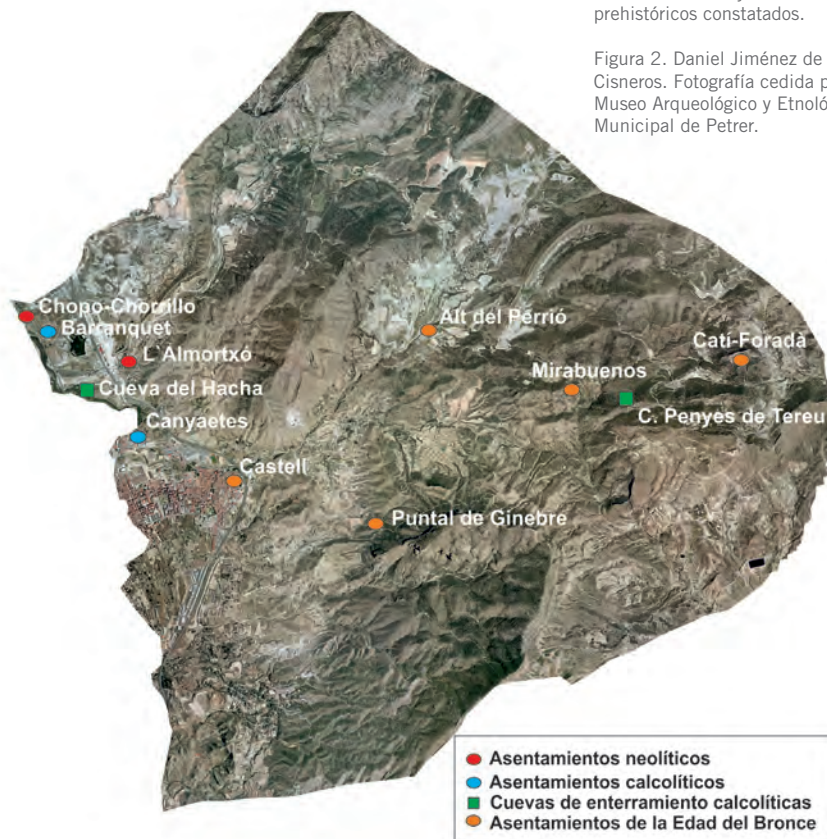 prehistóricos constatados.
Figura 2. Daniel Jiménez de
Cisneros. Fotografía cedida
Museo Arqueológico y Etnoló
Municipal de Petrer.
Chopo-Chorrillo
Barranquet
L'Almortxó
Cueva del Hacha
Canyaetes
Castell
Alt del Perrió
Mirabuenos
Catí-Foradà
C. Penyes de Tereu
Puntal de Ginebre
Asentamientos neolíticos
Asentamientos calcolíticos
Cuevas de enterramiento calcolíticas
Asentamientos de la Edad del Bronce